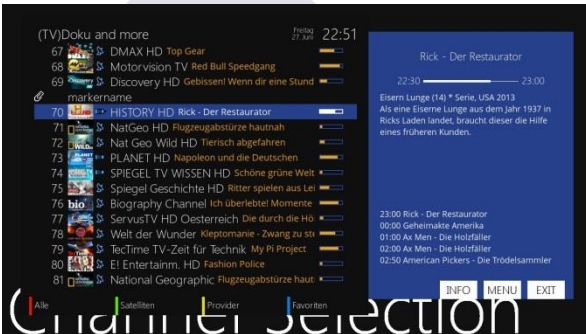 (TV)Doku and more
Freitag
27. Juni
22:51
67 DMAX HD Top Gear
68 Motorvision TV Red Bull Speedgang
69 Discovery HD Gebissen! Wenn dir eine Stund
markername
70 HISTORY HD Rick - Der Restaurator
71 NatGeo HD Flugzeugabstürze hautnah
72 Nat Geo Wild HD Tierisch abgefahren
73 PLANET HD Napoleon und die Deutschen
74 SPIEGEL TV WISSEN HD Schöne grüne Welt
75 Spiegel Geschichte HD Ritter spielen aus Lei
76 Biography Channel Ich überlebte! Momente
77 ServusTV HD Oesterreich Die durch die Hö
78 Welt der Wunder Kleptomanie - Zwang zu ste
79 TecTime TV-Zeit für Technik My Pi Project
80 E! Entertainm. HD Fashion Police
81 National Geographic Flugzeugabstürze haut
Rick - Der Restaurator
22:30 23:00
Eisern Lunge (14) * Serie, USA 2013
Als eine Eiserne Lunge aus dem Jahr 1937 in
Ricks Laden landet, braucht dieser die Hilfe
eines früheren Kunden.
23:00 Rick - Der Restaurator
00:00 Geheimakte Amerika
01:00 Ax Men - Die Holzfäller
02:00 Ax Men - Die Holzfäller
02:50 American Pickers - Die Trödelsammler
INFO MENU EXIT
Alle Satelliten Provider Favoriten
Channel Selection